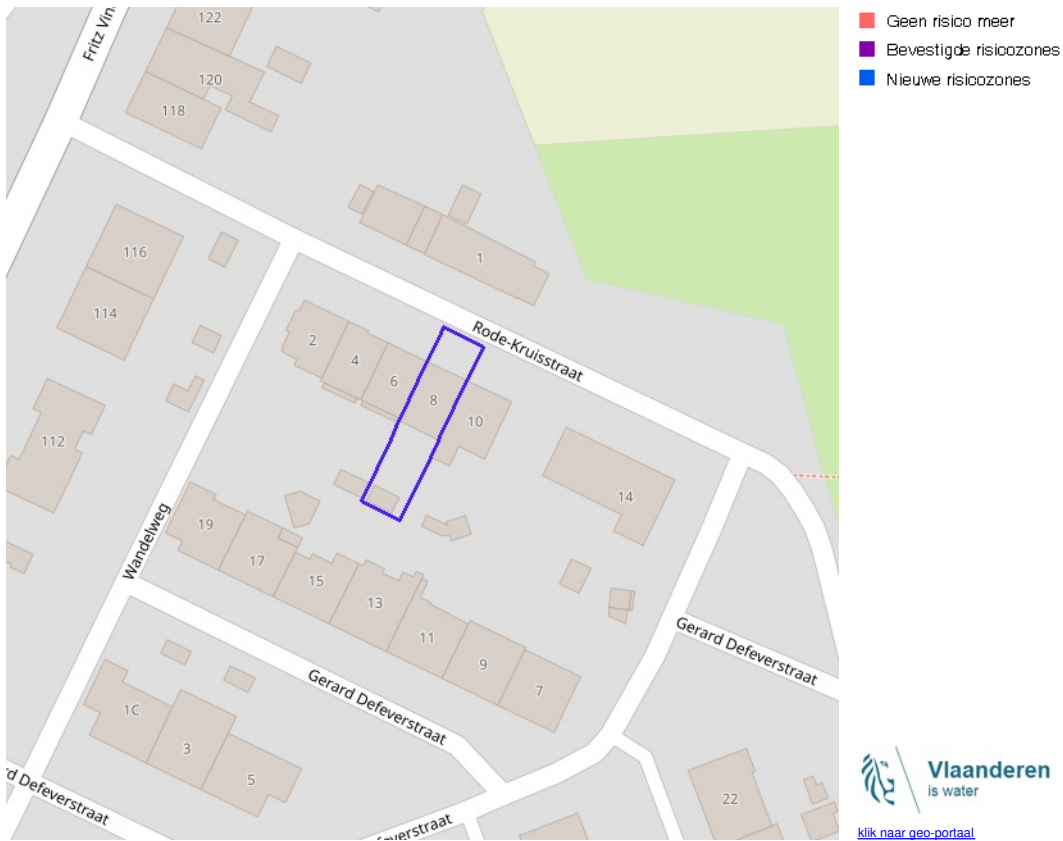 Geen risico meer
Bevestigde risicozones
Nieuwe risicozones
Fritz Vin
122
120
118
116
114
112
1
2
4
6
8
10
14
Rode-Kruisstraat
Wandelweg
19
17
15
13
11
9
7
Gerard Defeverstraat
Gerard Defeverstraat
1C
3
5
22
rd Defeverstraat
efeverstraat
Vlaanderen
is water
klik naar geo-portaal